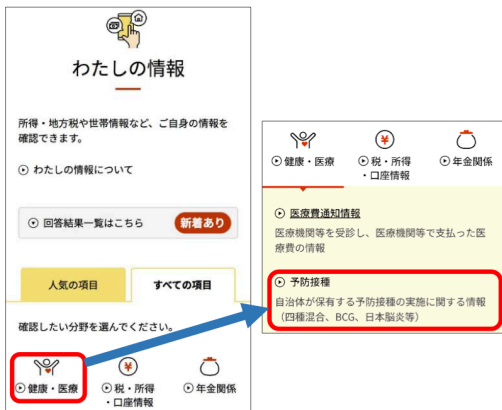 わたしの情報
所得・地方税や世帯情報など、ご自身の情報を
確認できます。
わたしの情報について
回答結果一覧はこちら
新着あり
人気の項目
すべての項目
確認したい分野を選んでください。
健康・医療
税・所得
・口座情報
年金関係
健康・医療
税・所得
・口座情報
年金関係
医療費通知情報
医療機関等を受診し、医療機関等で支払った医
療費の情報
予防接種
自治体が保有する予防接種の実施に関する情報
（四種混合、BCG、日本脳炎等）